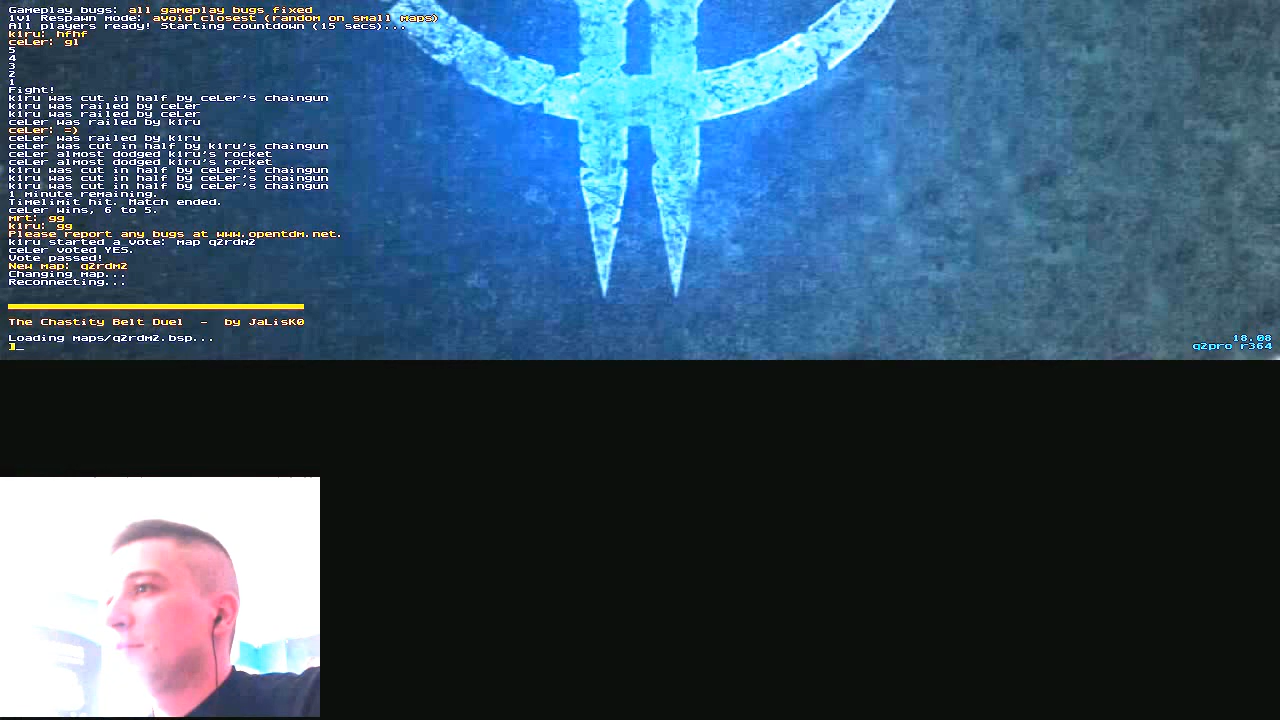 Gameplay bugs: all gameplay bugs fixed
1v1 Respawn mode: avoid closest (random on small maps)
All players ready! Starting countdown (15 secs)...
k1ru: hfhf
ceLer: gl
5
4
3
2
1
Fight!
k1ru was cut in half by ceLer's chaingun
k1ru was railed by ceLer
k1ru was railed by ceLer
ceLer was railed by k1ru
ceLer: =)
ceLer was railed by k1ru
ceLer was cut in half by k1ru's chaingun
ceLer almost dodged k1ru's rocket
ceLer almost dodged k1ru's rocket
k1ru was cut in half by ceLer's chaingun
k1ru was cut in half by ceLer's chaingun
k1ru was cut in half by ceLer's chaingun
1 minute remaining.
Timelimit hit. Match ended.
ceLer wins, 6 to 5.
mrt: gg
k1ru: gg
Please report any bugs at www.opentdm.net.
k1ru started a vote: map q2rdm2
ceLer voted YES.
Vote passed!
New map: q2rdm2
Changing map...
Reconnecting...
The Chastity Belt Duel - by JaLisK0
Loading maps/q2rdm2.bsp...
]_
18.08
q2pro r364